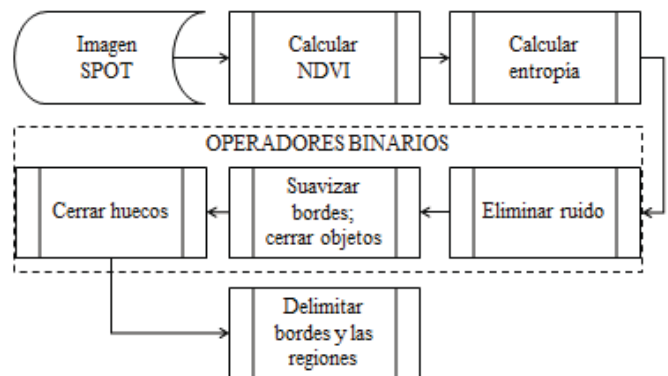 Imagen
SPOT
Calcular
NDVI
Calcular
entropía
OPERADORES BINARIOS
Eliminar ruido
Suavizar
bordes;
cerrar objetos
Cerrar huecos
Delimitar
bordes y las
regiones